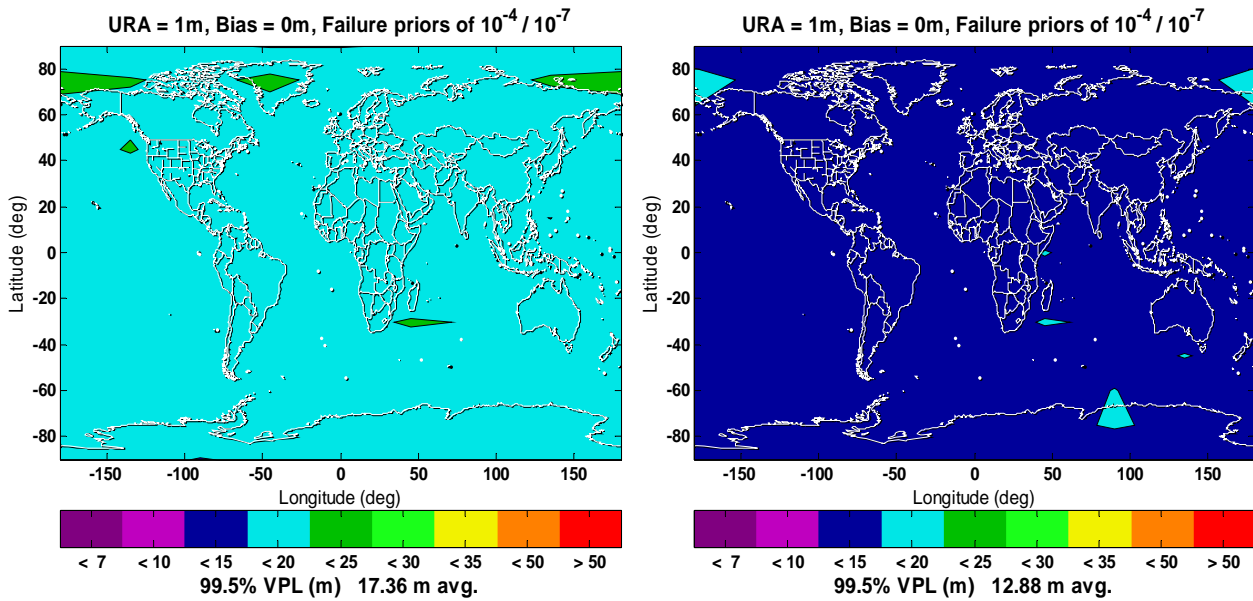 URA = 1m, Bias = 0m, Failure priors of 10^-4 / 10^-7
80
60
40
20
0
-20
-40
-60
-80
Latitude (deg)
-150 -100 -50 0 50 100 150
Longitude (deg)
< 7 < 10 < 15 < 20 < 25 < 30 < 35 < 50 > 50
99.5% VPL (m) 17.36 m avg.
URA = 1m, Bias = 0m, Failure priors of 10^-4 / 10^-7
80
60
40
20
0
-20
-40
-60
-80
Latitude (deg)
-150 -100 -50 0 50 100 150
Longitude (deg)
< 7 < 10 < 15 < 20 < 25 < 30 < 35 < 50 > 50
99.5% VPL (m) 12.88 m avg.